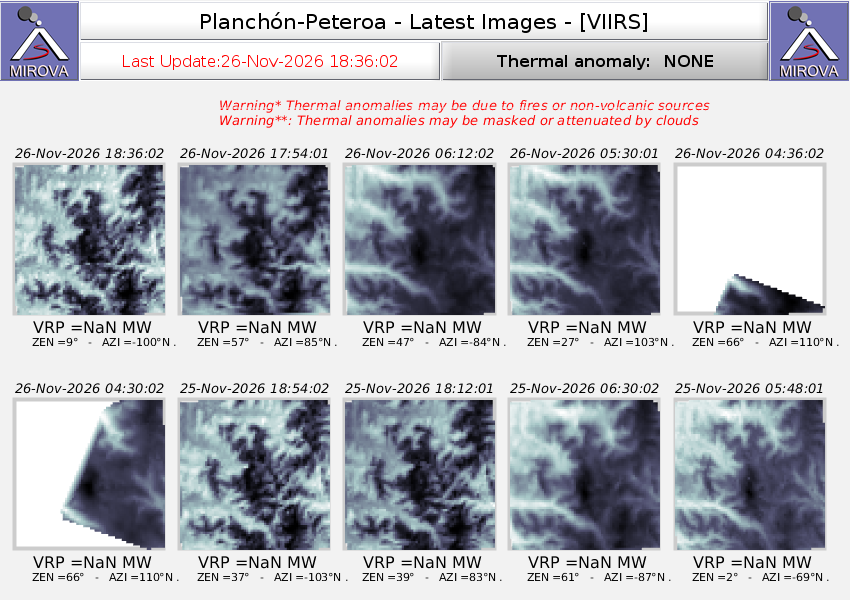 Planchón-Peteroa - Latest Images - [VIIRS]
MIROVA
Last Update:26-Nov-2026 18:36:02
Thermal anomaly: NONE
MIROVA
Warning* Thermal anomalies may be due to fires or non-volcanic sources
Warning**: Thermal anomalies may be masked or attenuated by clouds
26-Nov-2026 18:36:02
26-Nov-2026 17:54:01
26-Nov-2026 06:12:02
26-Nov-2026 05:30:01
26-Nov-2026 04:36:02
VRP =NaN MW
VRP =NaN MW
VRP =NaN MW
VRP =NaN MW
VRP =NaN MW
ZEN =9° - AZI =-100°N .
ZEN =57° - AZI =85°N .
ZEN =47° - AZI =-84°N .
ZEN =27° - AZI =103°N .
ZEN =66° - AZI =110°N .
26-Nov-2026 04:30:02
25-Nov-2026 18:54:02
25-Nov-2026 18:12:01
25-Nov-2026 06:30:02
25-Nov-2026 05:48:01
VRP =NaN MW
VRP =NaN MW
VRP =NaN MW
VRP =NaN MW
VRP =NaN MW
ZEN =66° - AZI =110°N .
ZEN =37° - AZI =-103°N .
ZEN =39° - AZI =83°N .
ZEN =61° - AZI =-87°N .
ZEN =2° - AZI =-69°N .